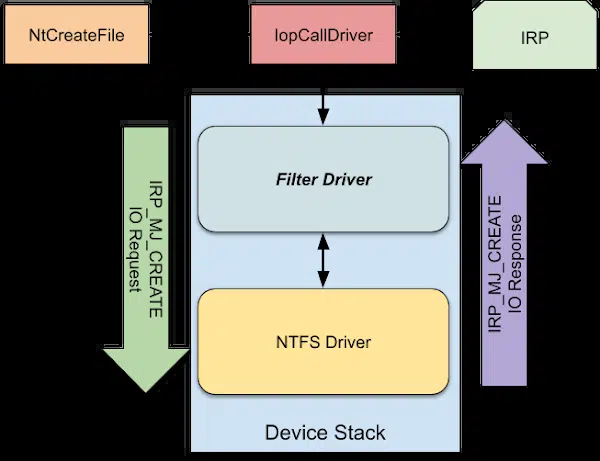 NtCreateFile
IopCallDriver
IRP
Filter Driver
IRP_MJ_CREATE
IO Request
IRP_MJ_CREATE
IO Response
NTFS Driver
Device Stack